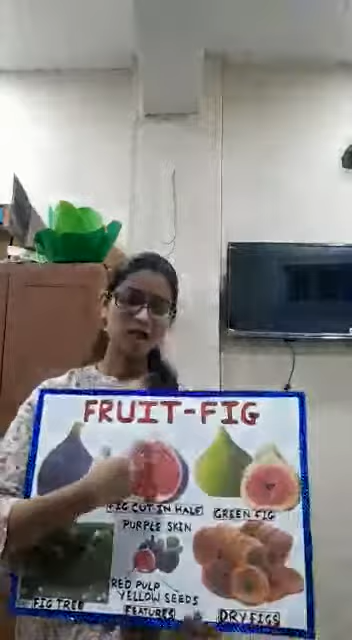 FRUIT-FIG
FIG CUT IN HALF
GREEN FIG
PURPLE SKIN
RED PULP
YELLOW SEEDS
FIG TREE
FEATURES
DRY FIGS